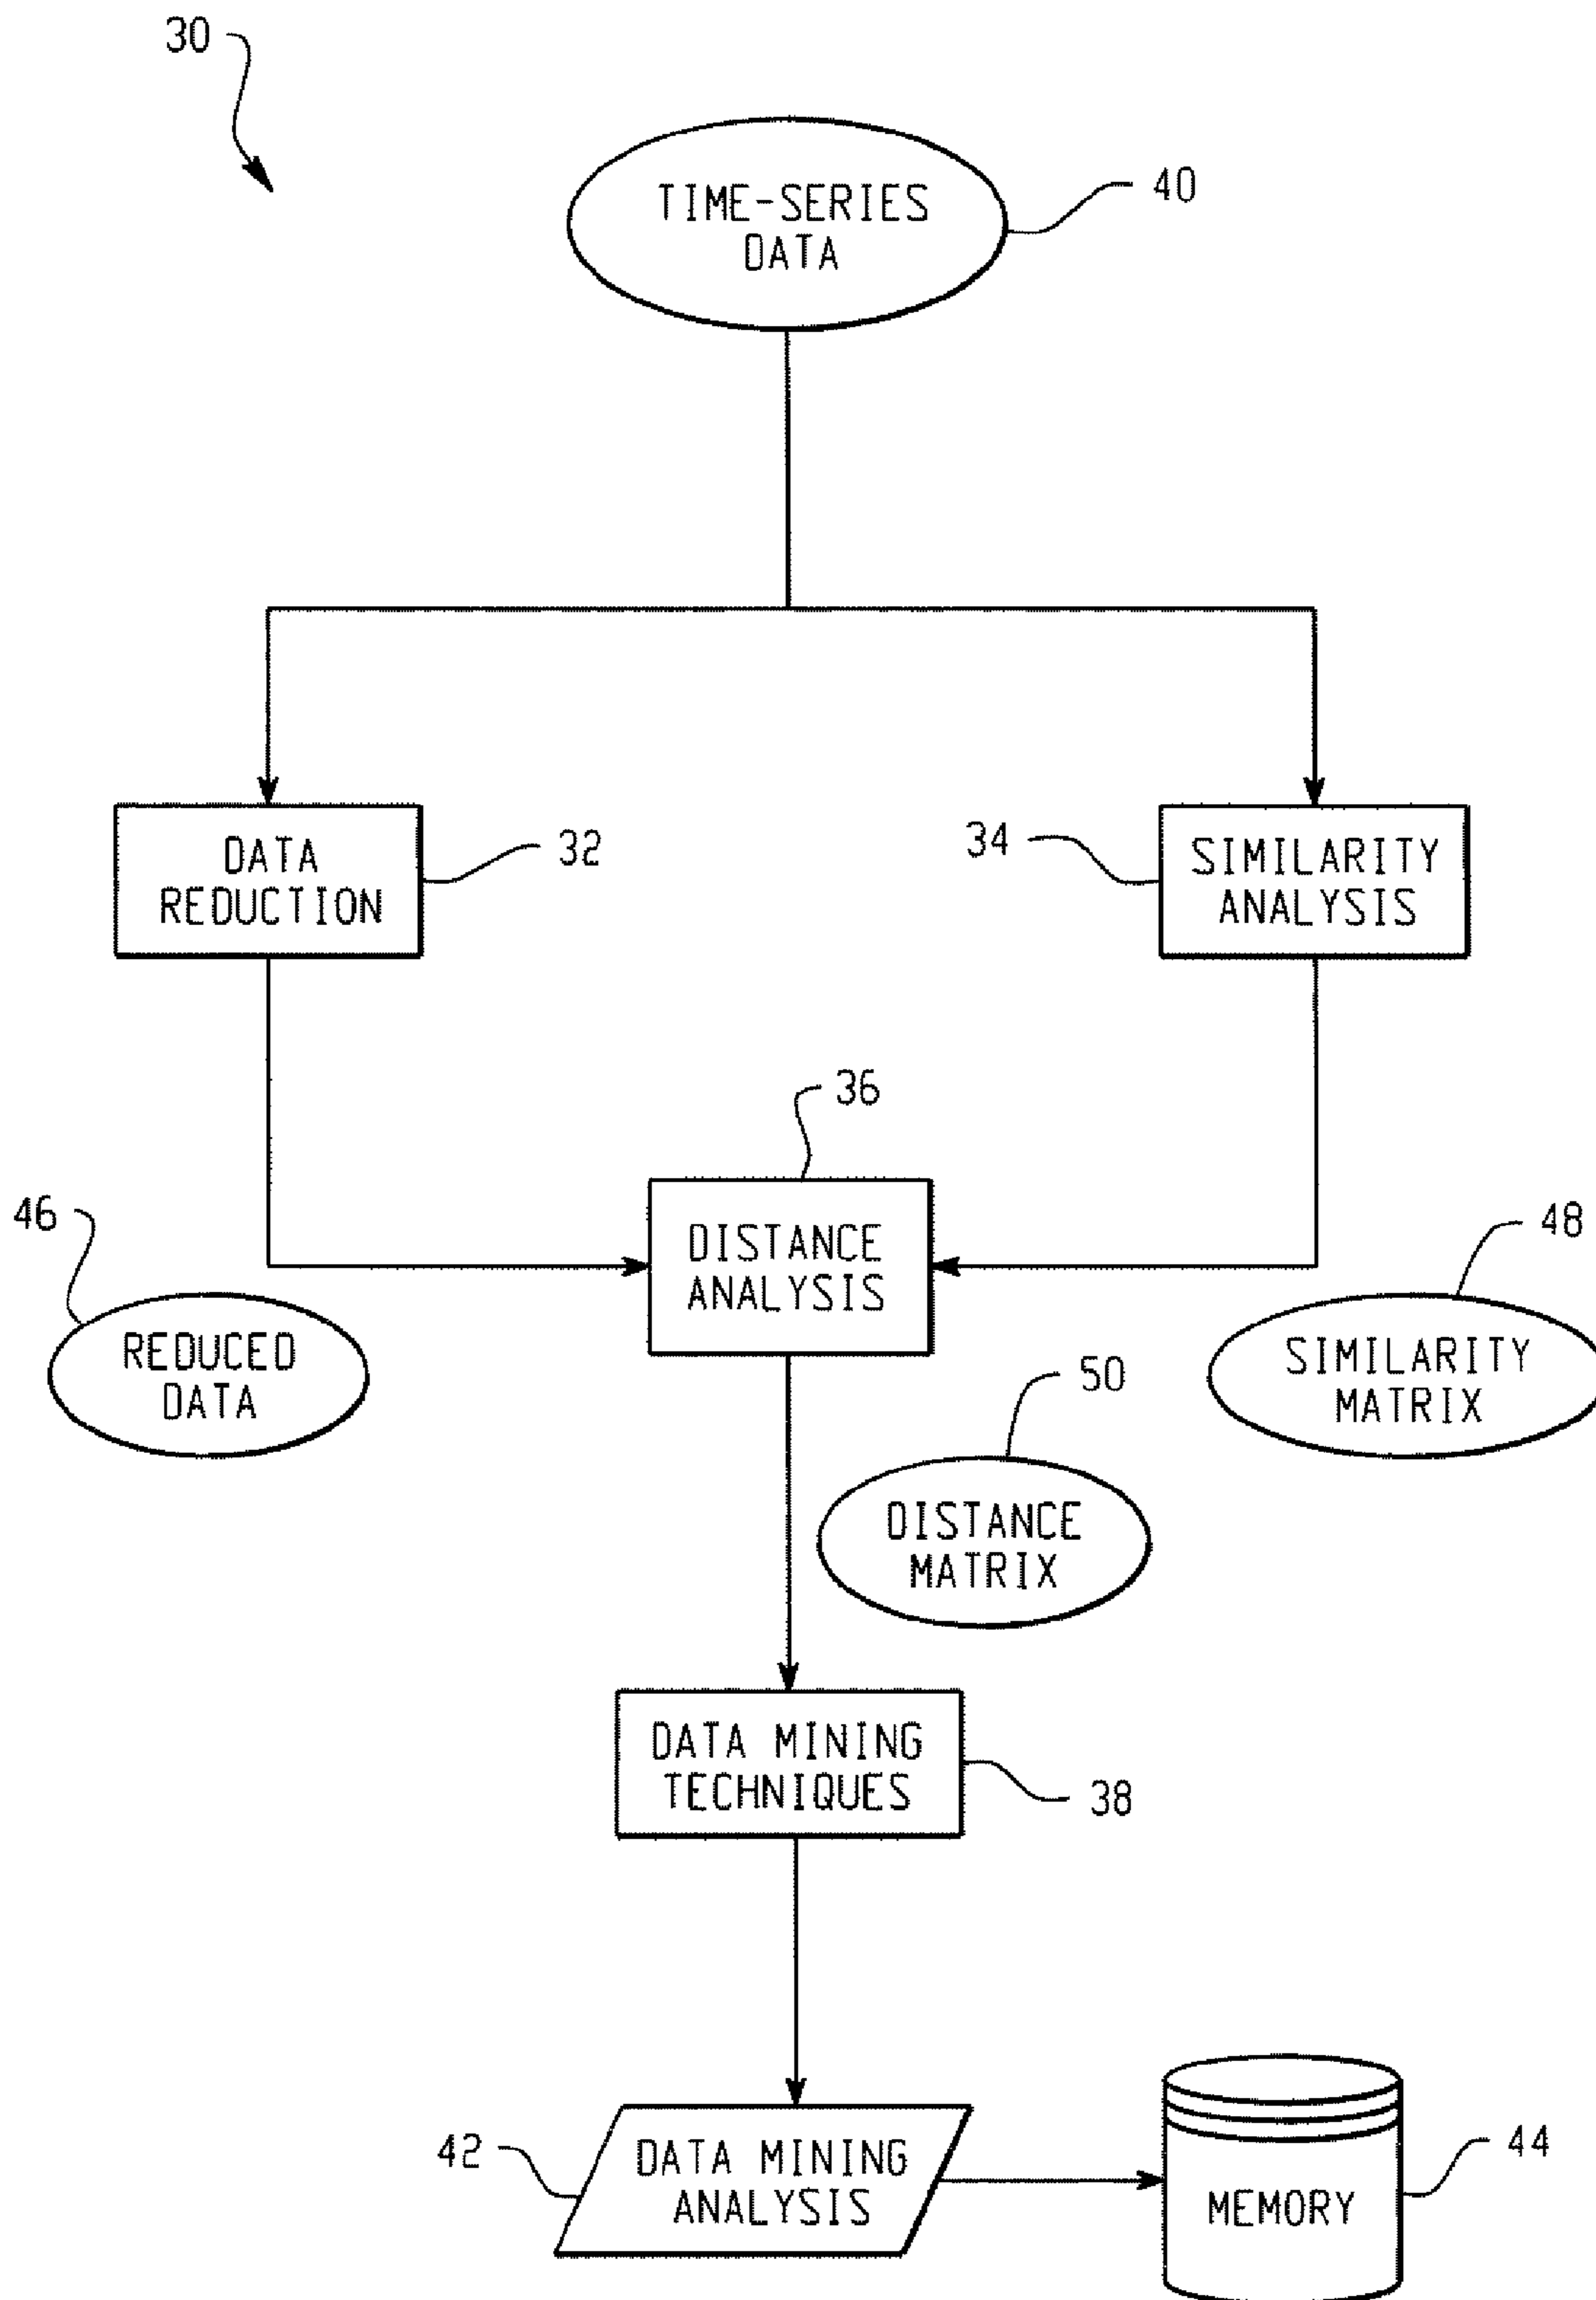 30
TIME-SERIES
DATA
40
DATA
REDUCTION
32
34
SIMILARITY
ANALYSIS
36
DISTANCE
ANALYSIS
46
REDUCED
DATA
48
SIMILARITY
MATRIX
50
DISTANCE
MATRIX
DATA MINING
TECHNIQUES
38
42
DATA MINING
ANALYSIS
MEMORY
44